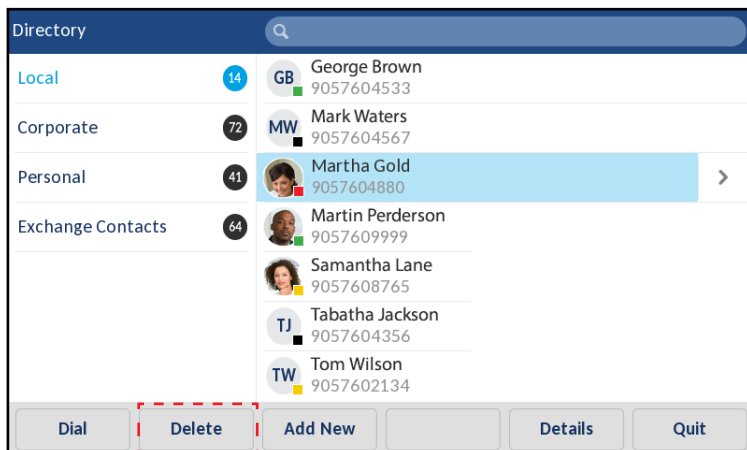 Directory
Local 14
Corporate 72
Personal 41
Exchange Contacts 64
GB George Brown
9057604533
MW Mark Waters
9057604567
Martha Gold
9057604880
Martin Perderson
9057609999
Samantha Lane
9057608765
TJ Tabatha Jackson
9057604356
TW Tom Wilson
9057602134
Dial Delete Add New Details Quit